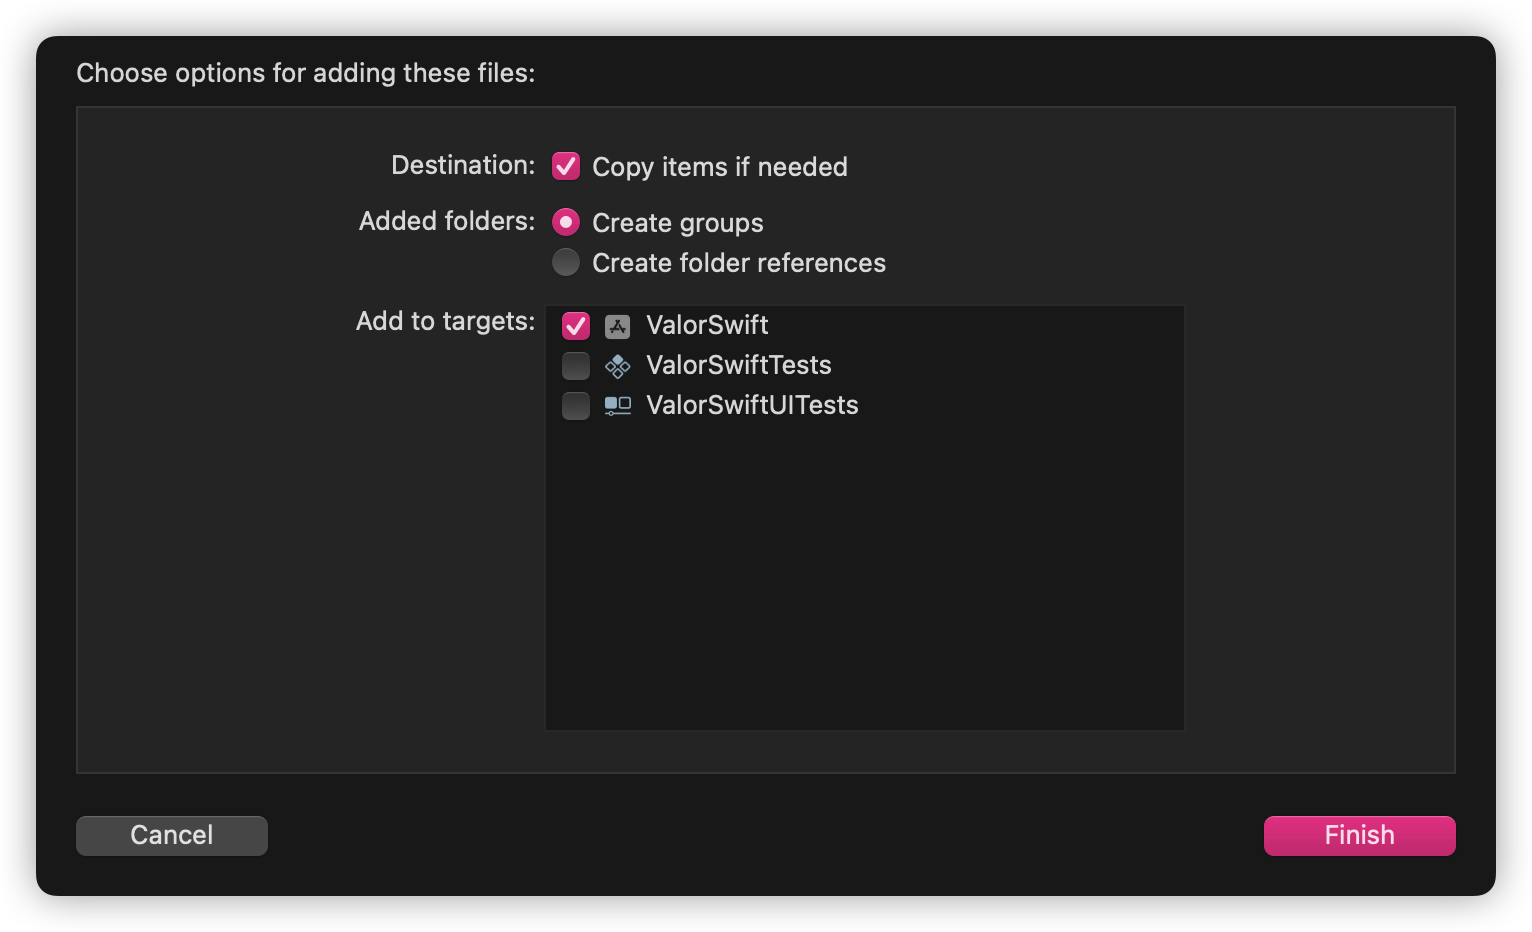 Choose options for adding these files:
Destination: Copy items if needed
Added folders: Create groups
Create folder references
Add to targets: ValorSwift
ValorSwiftTests
ValorSwiftUITests
Cancel Finish